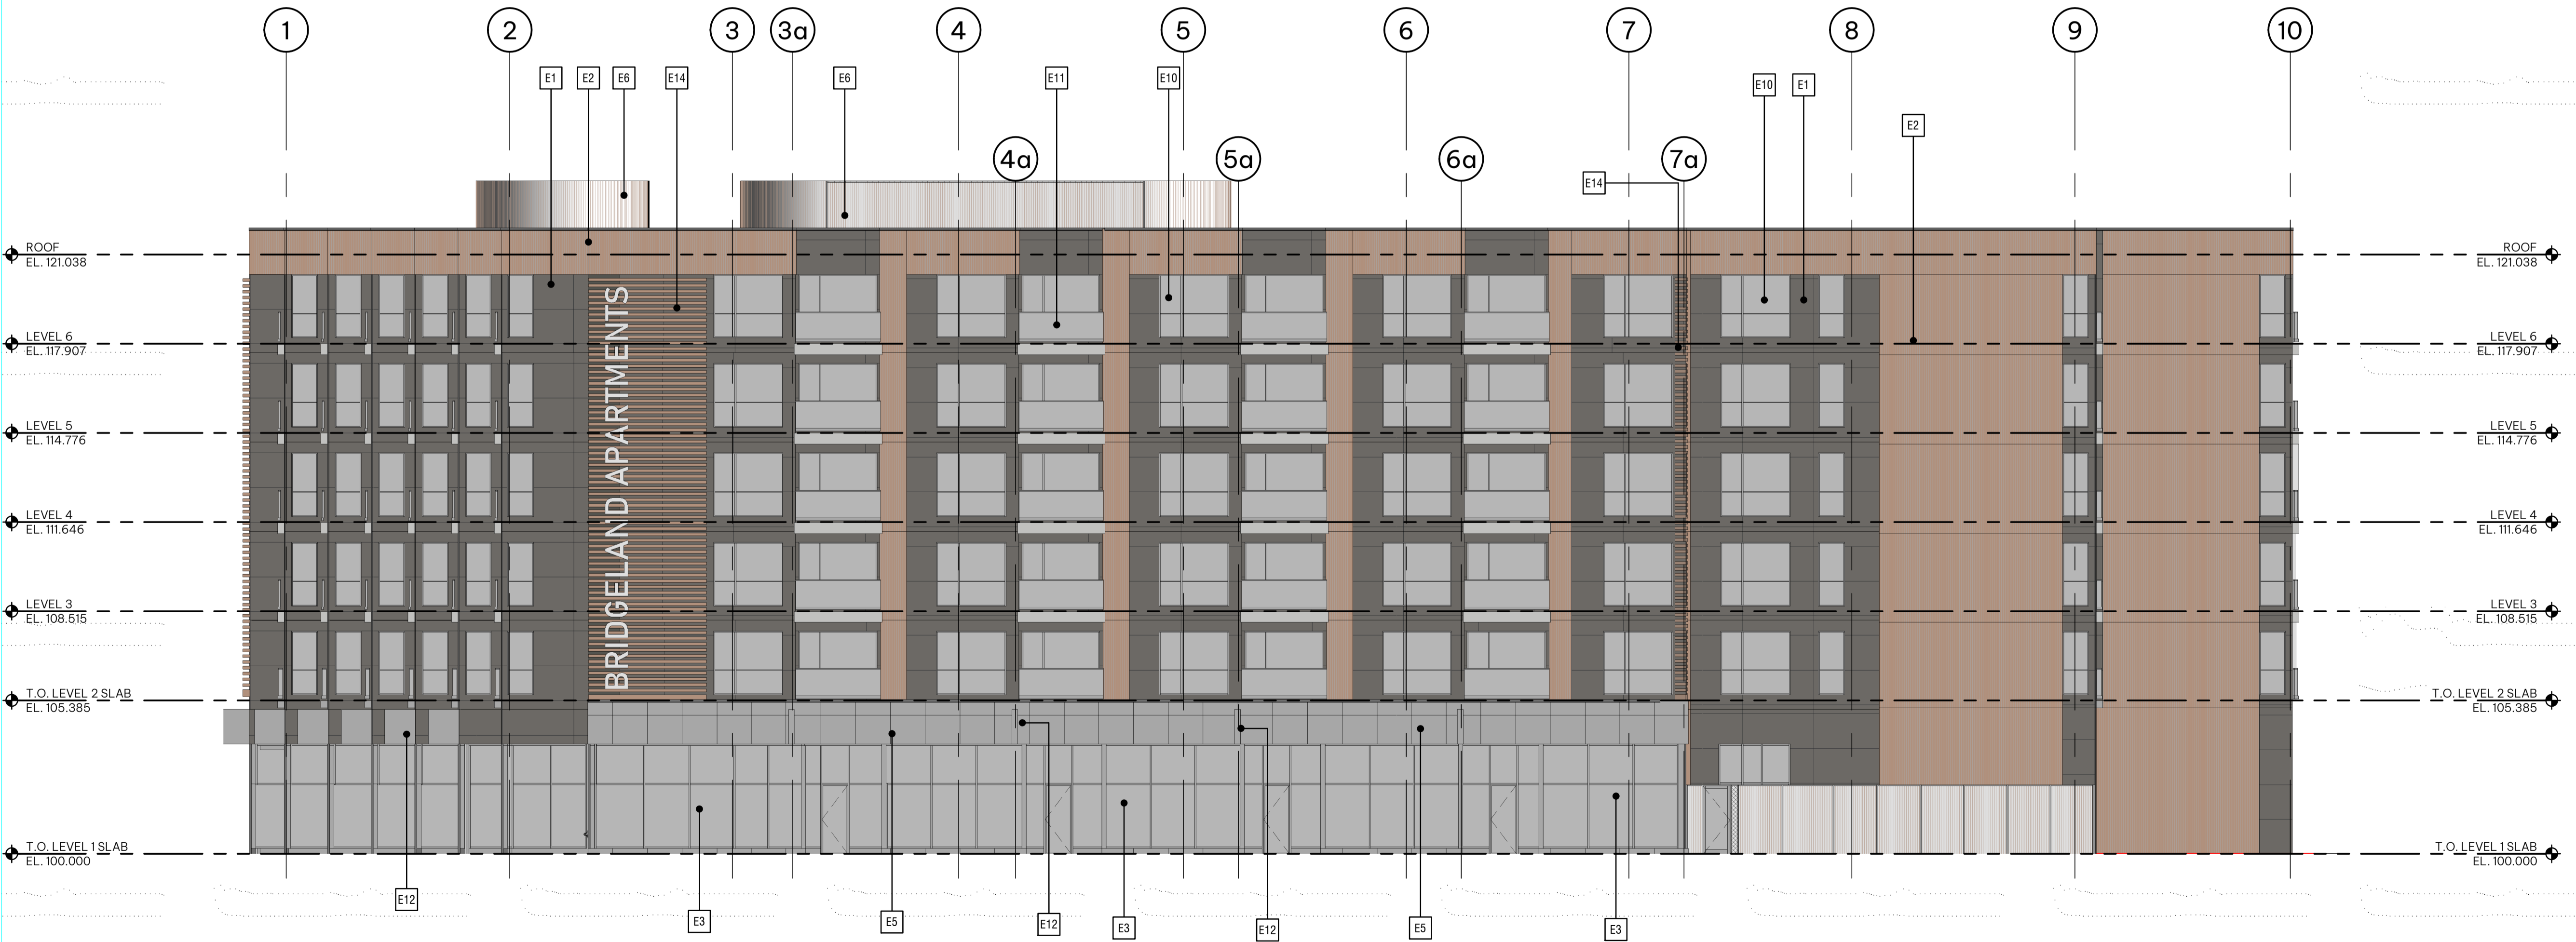 1 2 3 3a 4 5 6 7 8 9 10
E1 E2 E6 E14 E6 E11 E10 E10 E1
E2
4a 5a 6a 7a
E14
ROOF
EL. 121.038
ROOF
EL. 121.038
LEVEL 6
EL. 117.907
LEVEL 6
EL. 117.907
LEVEL 5
EL. 114.776
LEVEL 5
EL. 114.776
BRIDGELAND APARTMENTS
LEVEL 4
EL. 111.646
LEVEL 4
EL. 111.646
LEVEL 3
EL. 108.515
LEVEL 3
EL. 108.515
T.O. LEVEL 2 SLAB
EL. 105.385
T.O. LEVEL 2 SLAB
EL. 105.385
T.O. LEVEL 1 SLAB
EL. 100.000
T.O. LEVEL 1 SLAB
EL. 100.000
E12 E3 E5 E12 E3 E12 E5 E3